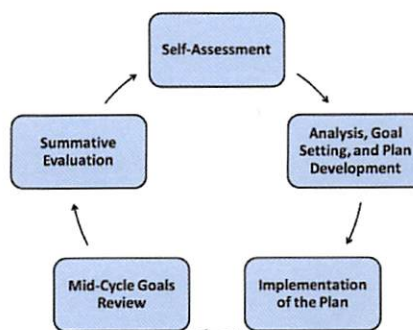 Self-Assessment
Analysis, Goal
Setting, and Plan
Development
Implementation
of the Plan
Mid-Cycle Goals
Review
Summative
Evaluation